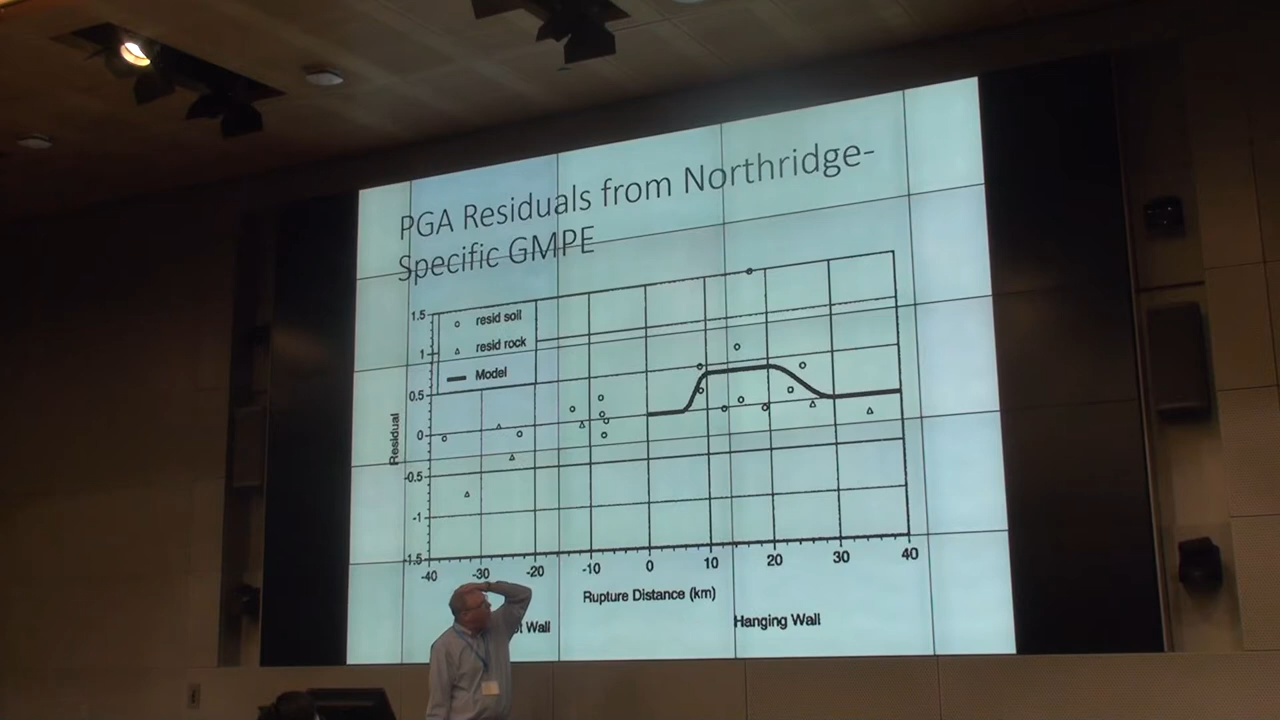 PGA Residuals from Northridge-
Specific GMPE
1.5
1
0.5
0
-0.5
-1
-1.5
Residual
resid soil
resid rock
Model
-40
-30
-20
-10
0
10
20
30
40
Rupture Distance (km)
Wall
Hanging Wall